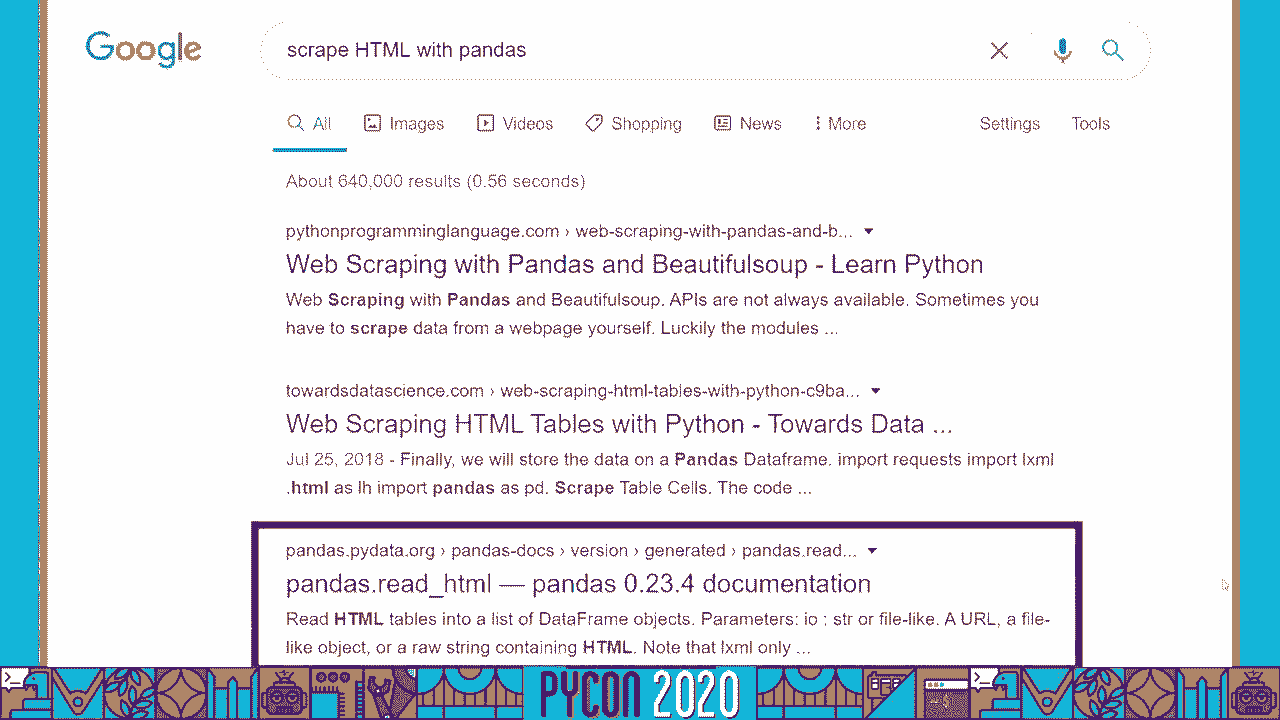 Google
scrape HTML with pandas
All Images Videos Shopping News More Settings Tools
About 640,000 results (0.56 seconds)
pythonprogramminglanguage.com › web-scraping-with-pandas-and-b...
Web Scraping with Pandas and Beautifulsoup - Learn Python
Web Scraping with Pandas and Beautifulsoup. APIs are not always available. Sometimes you
have to scrape data from a webpage yourself. Luckily the modules ...
towardsdatascience.com › web-scraping-html-tables-with-python-c9ba...
Web Scraping HTML Tables with Python - Towards Data ...
Jul 25, 2018 - Finally, we will store the data on a Pandas Dataframe. import requests import lxml
.html as lh import pandas as pd. Scrape Table Cells. The code ...
pandas.pydata.org › pandas-docs › version › generated › pandas.read...
pandas.read_html — pandas 0.23.4 documentation
Read HTML tables into a list of DataFrame objects. Parameters: io : str or file-like. A URL, a file-
like object, or a raw string containing HTML. Note that lxml only ...
PYCON 2020